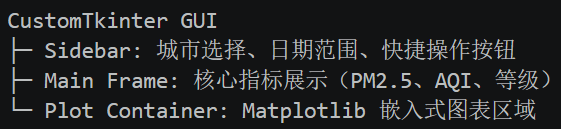 CustomTkinter GUI
├─ Sidebar: 城市选择、日期范围、快捷操作按钮
├─ Main Frame: 核心指标展示（PM2.5、AQI、等级）
└─ Plot Container: Matplotlib 嵌入式图表区域